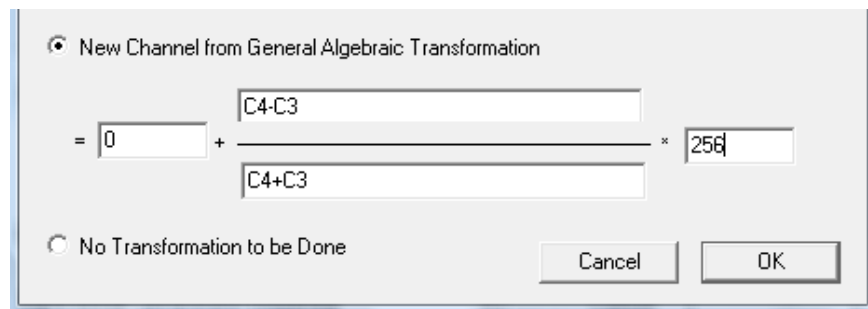 New Channel from General Algebraic Transformation
C4-C3
= 0 + * 256
C4+C3
No Transformation to be Done
Cancel OK